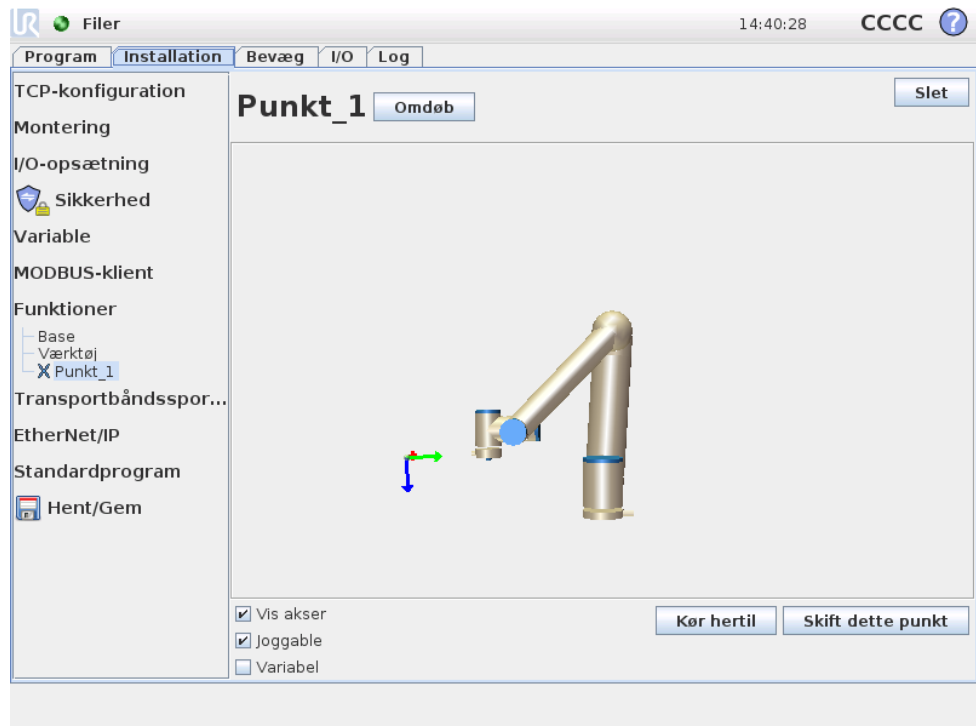 UR Filer 14:40:28 CCCC ?
Program Installation Bevæg I/O Log
TCP-konfiguration
Montering
I/O-opsætning
Sikkerhed
Variable
MODBUS-klient
Funktioner
Base
Værktøj
Punkt_1
Transportbåndsspor...
EtherNet/IP
Standardprogram
Hent/Gem
Punkt_1 Omdøb Slet
Vis akser
Joggable
Variabel
Kør hertil Skift dette punkt